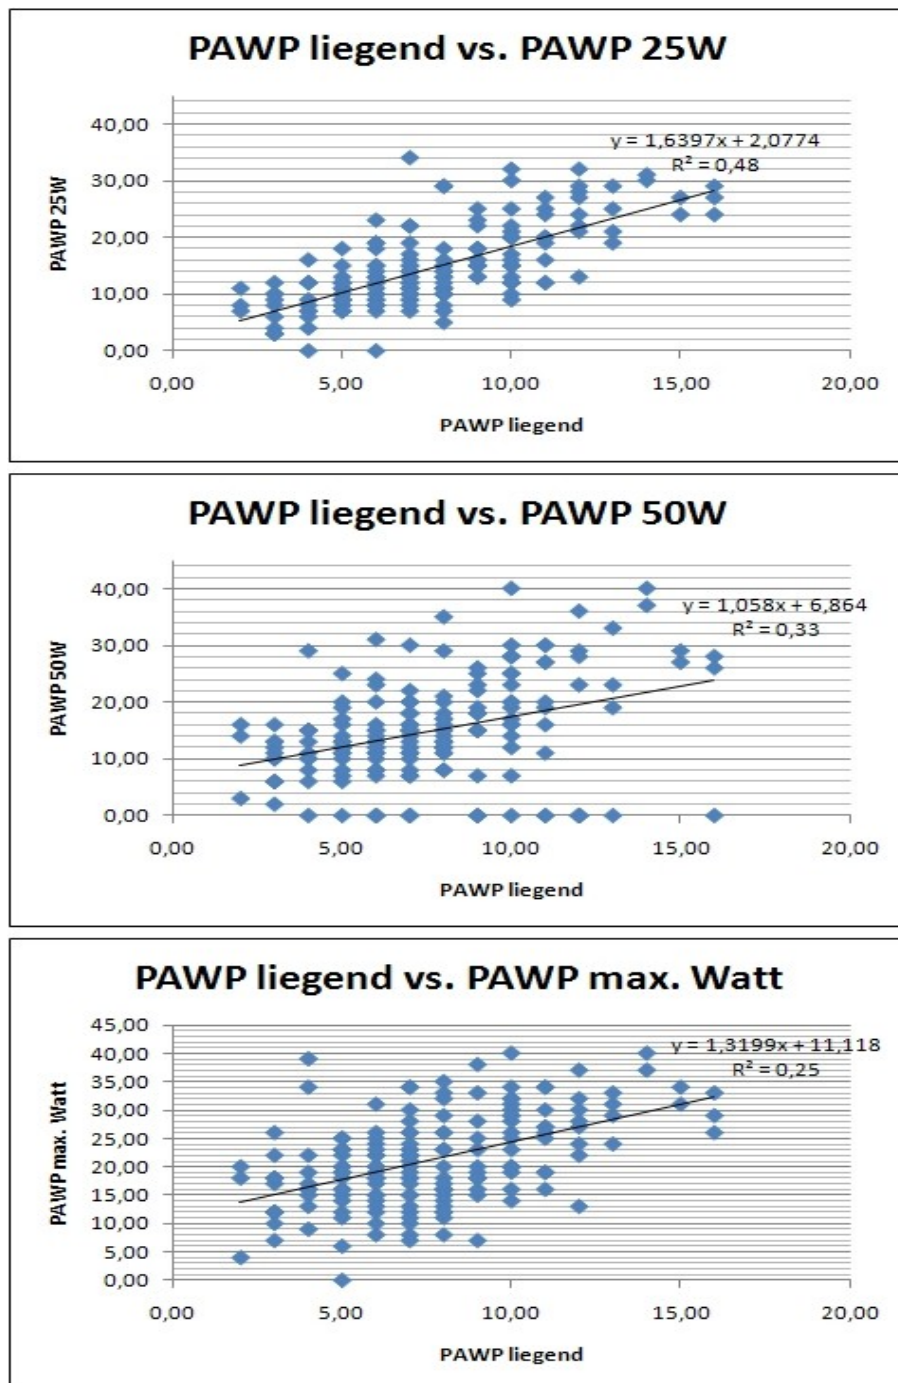 PAWP liegend vs. PAWP 25W
40,00
y = 1,6397x + 2,0774
R² = 0,48
30,00
20,00
10,00
0,00
PAWP 25W
0,00 5,00 10,00 15,00 20,00
PAWP liegend
PAWP liegend vs. PAWP 50W
40,00
y = 1,058x + 6,864
R² = 0,33
30,00
20,00
10,00
0,00
PAWP 50W
0,00 5,00 10,00 15,00 20,00
PAWP liegend
PAWP liegend vs. PAWP max. Watt
45,00
40,00
y = 1,3199x + 11,118
R² = 0,25
35,00
30,00
25,00
20,00
15,00
10,00
5,00
0,00
PAWP max. Watt
0,00 5,00 10,00 15,00 20,00
PAWP liegend